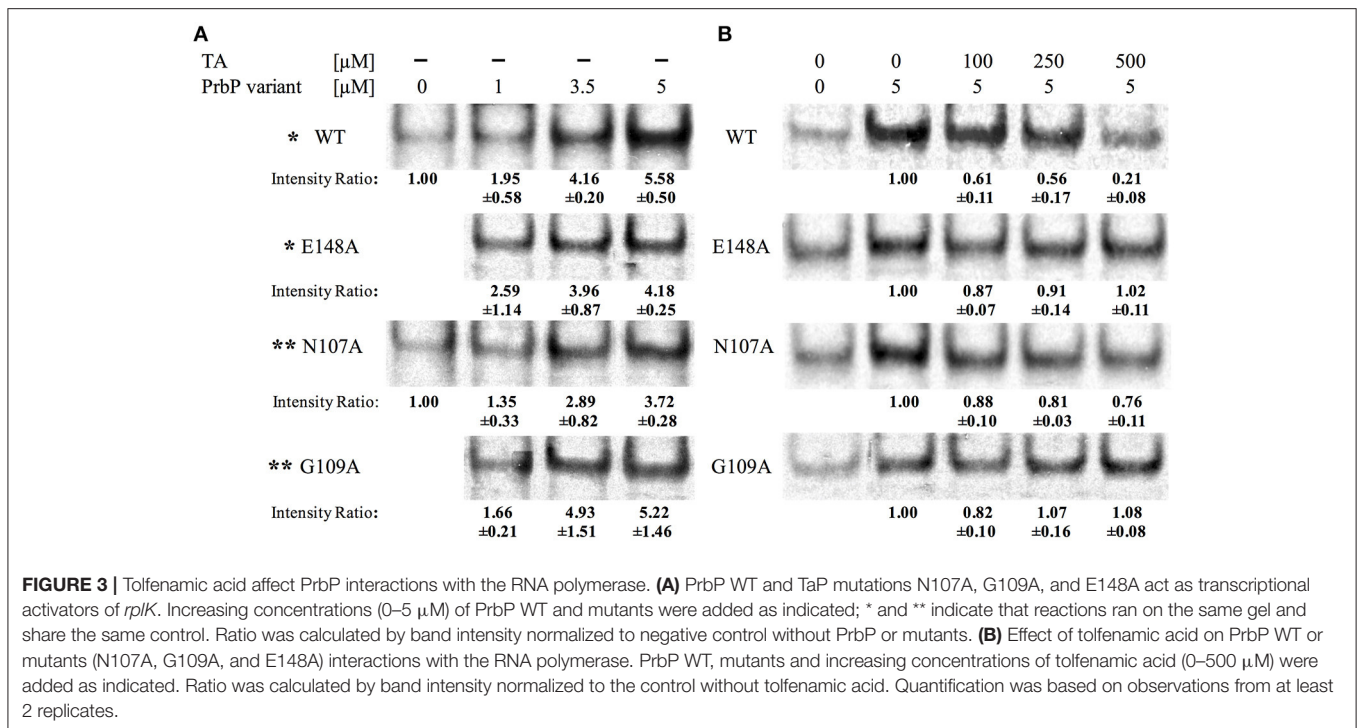 A
B
TA [µM] – – – –
0 0 100 250 500
PrbP variant [µM] 0 1 3.5 5
0 5 5 5 5
* WT
WT
Intensity Ratio: 1.00 1.95 4.16 5.58
±0.58 ±0.20 ±0.50
1.00 0.61 0.56 0.21
±0.11 ±0.17 ±0.08
* E148A
E148A
Intensity Ratio: 2.59 3.96 4.18
±1.14 ±0.87 ±0.25
1.00 0.87 0.91 1.02
±0.07 ±0.14 ±0.11
** N107A
N107A
Intensity Ratio: 1.00 1.35 2.89 3.72
±0.33 ±0.82 ±0.28
1.00 0.88 0.81 0.76
±0.10 ±0.03 ±0.11
** G109A
G109A
Intensity Ratio: 1.66 4.93 5.22
±0.21 ±1.51 ±1.46
1.00 0.82 1.07 1.08
±0.10 ±0.16 ±0.08
FIGURE 3 | Tolfenamic acid affect PrbP interactions with the RNA polymerase. (A) PrbP WT and TaP mutations N107A, G109A, and E148A act as transcriptional
activators of rplK. Increasing concentrations (0–5 µM) of PrbP WT and mutants were added as indicated; * and ** indicate that reactions ran on the same gel and
share the same control. Ratio was calculated by band intensity normalized to negative control without PrbP or mutants. (B) Effect of tolfenamic acid on PrbP WT or
mutants (N107A, G109A, and E148A) interactions with the RNA polymerase. PrbP WT, mutants and increasing concentrations of tolfenamic acid (0–500 µM) were
added as indicated. Ratio was calculated by band intensity normalized to the control without tolfenamic acid. Quantification was based on observations from at least
2 replicates.